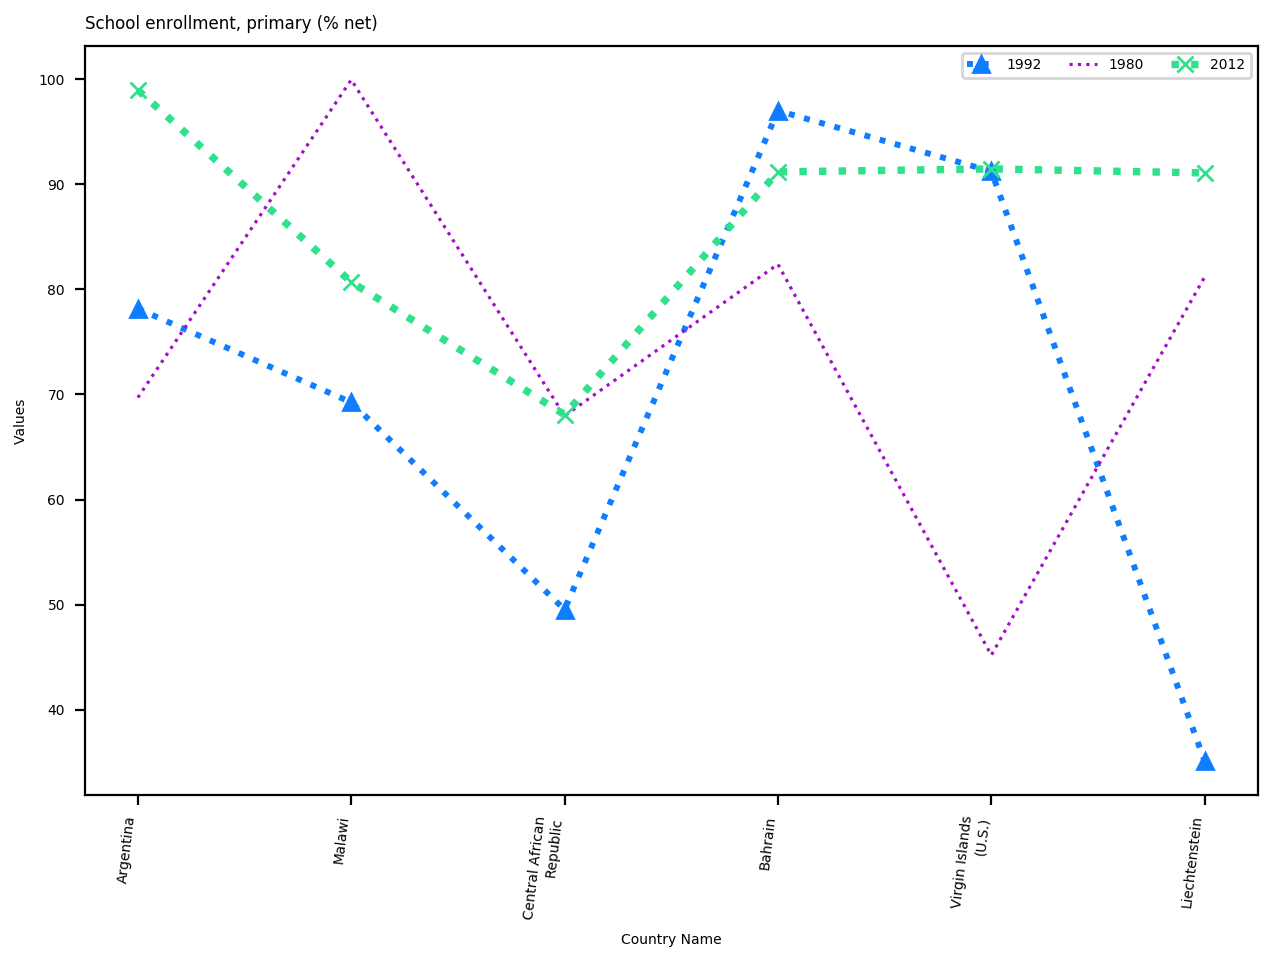 School enrollment, primary (% net)
1992 1980 2012
100
90
80
70
60
50
40
Values
Argentina
Malawi
Central African
Republic
Bahrain
Virgin Islands
(U.S.)
Liechtenstein
Country Name